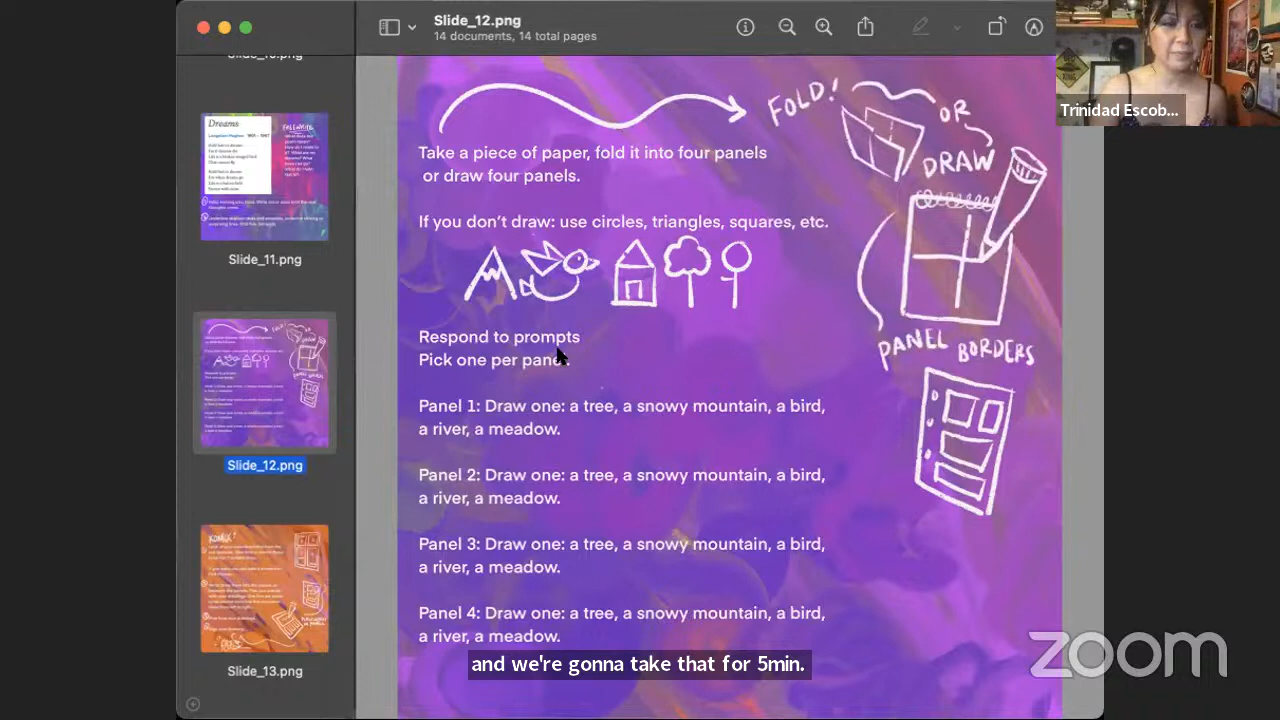 Slide_12.png
14 documents, 14 total pages
Trinidad Escob...
Dreams
Slide_11.png
Slide_12.png
KOMIX!
Slide_13.png
FOLD!
OR
DRAW
Take a piece of paper, fold it into four panels
or draw four panels.
If you don't draw: use circles, triangles, squares, etc.
PANEL BORDERS
Respond to prompts
Pick one per panel
Panel 1: Draw one: a tree, a snowy mountain, a bird,
a river, a meadow.
Panel 2: Draw one: a tree, a snowy mountain, a bird,
a river, a meadow.
Panel 3: Draw one: a tree, a snowy mountain, a bird,
a river, a meadow.
Panel 4: Draw one: a tree, a snowy mountain, a bird,
a river, a meadow.
and we're gonna take that for 5min.
zoom